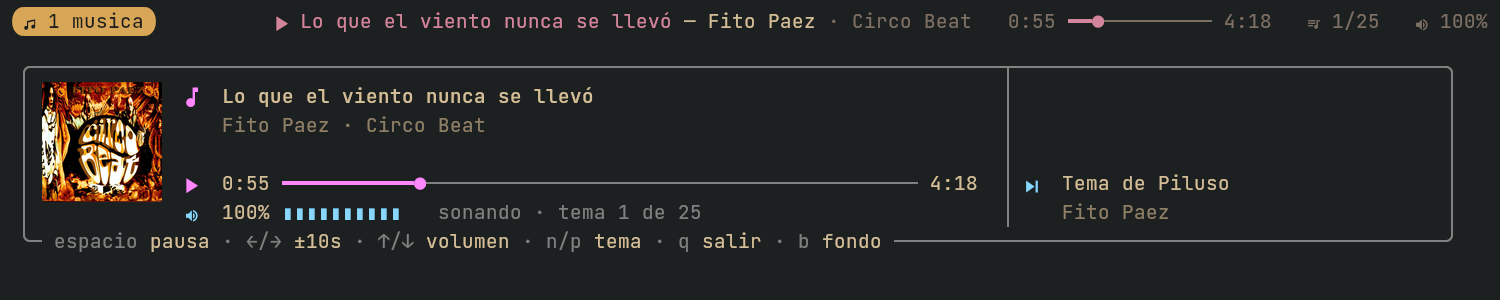 1 musica
Lo que el viento nunca se llevó — Fito Paez · Circo Beat 0:55 4:18 1/25 100%
Circo Beat
Lo que el viento nunca se llevó
Fito Paez · Circo Beat
0:55 4:18
100% sonando · tema 1 de 25
Tema de Piluso
Fito Paez
espacio pausa · ←/→ ±10s · ↑/↓ volumen · n/p tema · q salir · b fondo